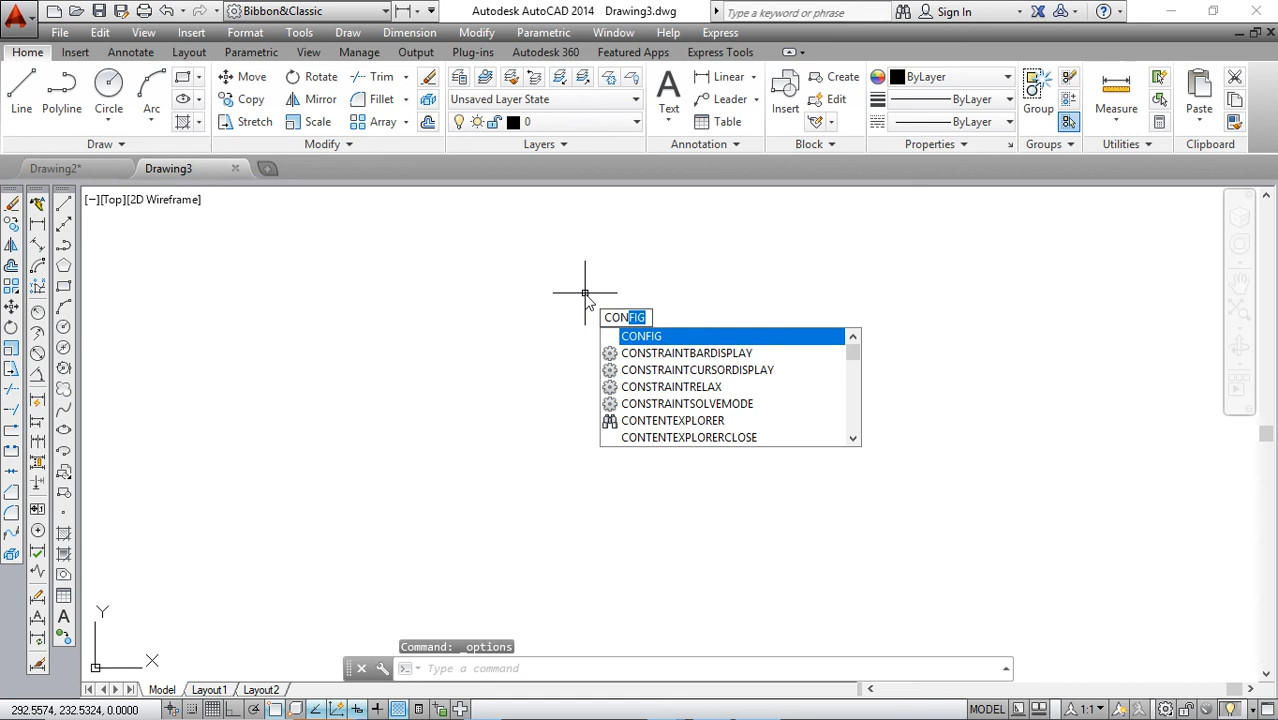 Bibbon&Classic
Autodesk AutoCAD 2014 Drawing3.dwg
Type a keyword or phrase
Sign In
File Edit View Insert Format Tools Draw Dimension Modify Parametric Window Help Express
Home Insert Annotate Layout Parametric View Manage Output Plug-ins Autodesk 360 Featured Apps Express Tools
Line
Polyline
Circle
Arc
Draw
Move Rotate Trim
Copy Mirror Fillet
Stretch Scale Array
Modify
Unsaved Layer State
0
Layers
Text
Linear
Leader
Table
Annotation
Insert
Create
Edit
Block
ByLayer
ByLayer
ByLayer
Properties
Group
Groups
Measure
Utilities
Paste
Clipboard
Drawing2* Drawing3
[−][Top][2D Wireframe]
CONFIG
CONFIG
CONSTRAINTBARDISPLAY
CONSTRAINTCURSORDISPLAY
CONSTRAINTRELAX
CONSTRAINTSOLVEMODE
CONTENTEXPLORER
CONTENTEXPLORERCLOSE
Y
X
Command: _options
Type a command
Model Layout1 Layout2
292.5574, 232.5324, 0.0000
MODEL
1:1